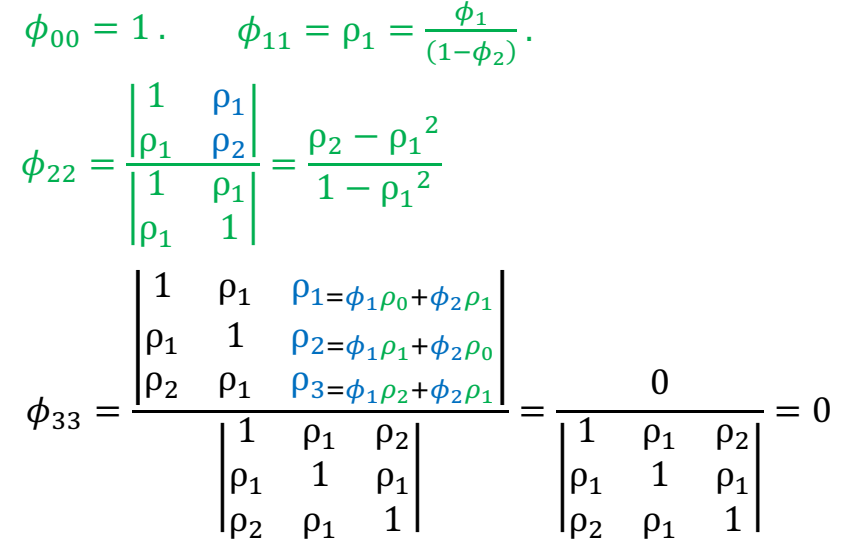 ϕ₀₀ = 1 . ϕ₁₁ = ρ₁ = ϕ₁ / (1−ϕ₂) .
ϕ₂₂ = |1 ρ₁; ρ₁ ρ₂| / |1 ρ₁; ρ₁ 1| = (ρ₂ − ρ₁²) / (1 − ρ₁²)
ϕ₃₃ = |1 ρ₁ ρ₁=ϕ₁ρ₀+ϕ₂ρ₁; ρ₁ 1 ρ₂=ϕ₁ρ₁+ϕ₂ρ₀; ρ₂ ρ₁ ρ₃=ϕ₁ρ₂+ϕ₂ρ₁| / |1 ρ₁ ρ₂; ρ₁ 1 ρ₁; ρ₂ ρ₁ 1| = 0 / |1 ρ₁ ρ₂; ρ₁ 1 ρ₁; ρ₂ ρ₁ 1| = 0